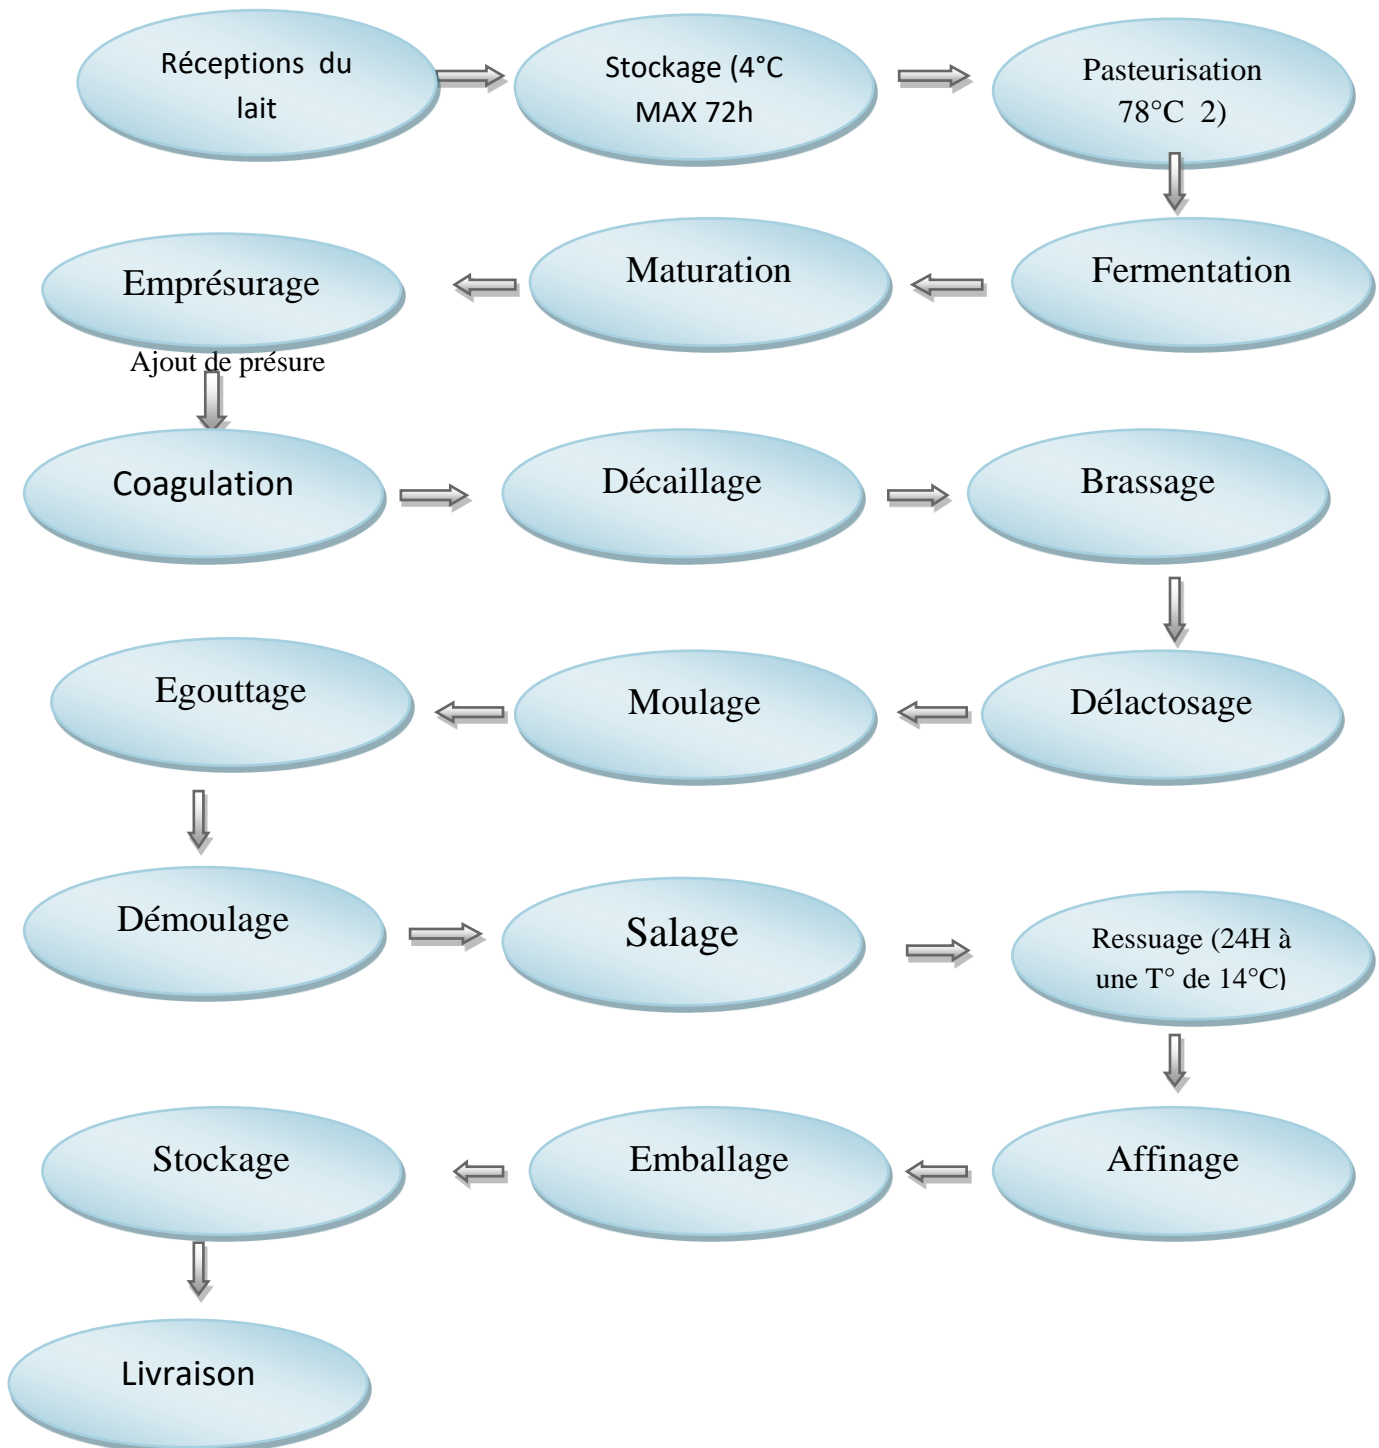 Réceptions du
lait
Stockage (4°C
MAX 72h
Pasteurisation
78°C 2)
Fermentation
Maturation
Emprésurage
Ajout de présure
Coagulation
Décaillage
Brassage
Délactosage
Moulage
Egouttage
Démoulage
Salage
Ressuage (24H à
une T° de 14°C)
Affinage
Emballage
Stockage
Livraison